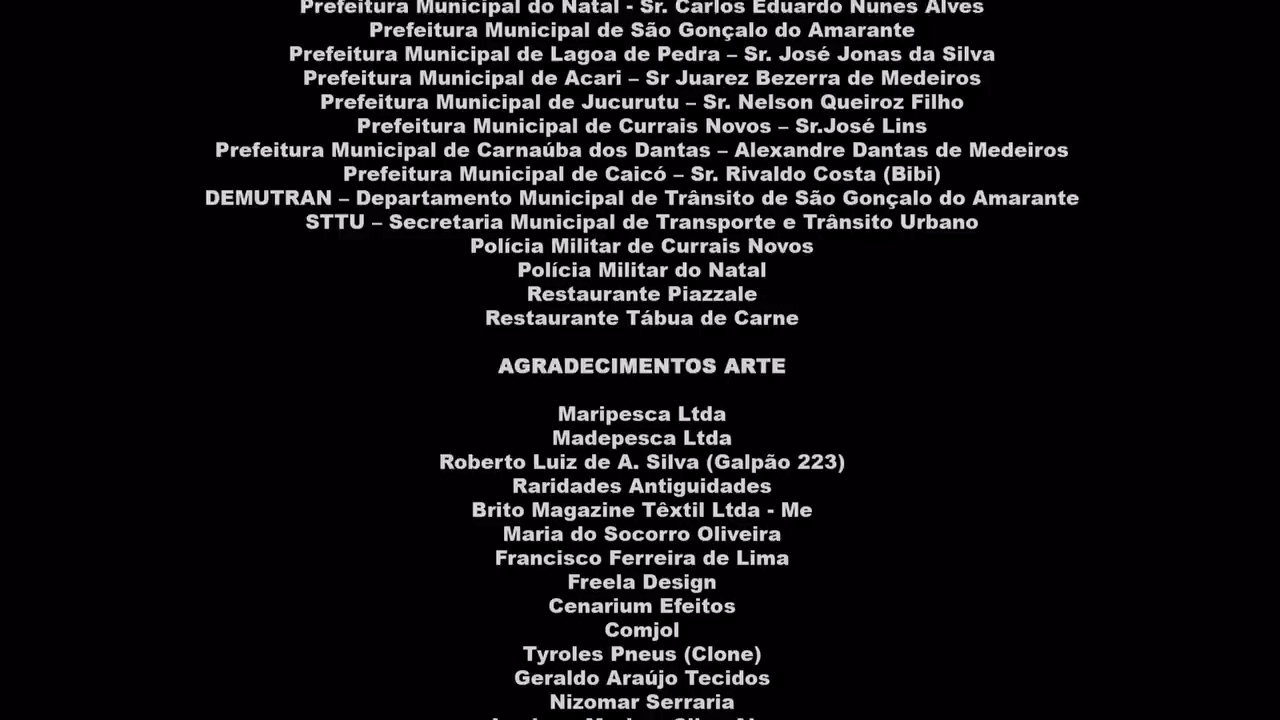 Prefeitura Municipal do Natal - Sr. Carlos Eduardo Nunes Alves
Prefeitura Municipal de São Gonçalo do Amarante
Prefeitura Municipal de Lagoa de Pedra – Sr. José Jonas da Silva
Prefeitura Municipal de Acari – Sr Juarez Bezerra de Medeiros
Prefeitura Municipal de Jucurutu – Sr. Nelson Queiroz Filho
Prefeitura Municipal de Currais Novos – Sr.José Lins
Prefeitura Municipal de Carnaúba dos Dantas – Alexandre Dantas de Medeiros
Prefeitura Municipal de Caicó – Sr. Rivaldo Costa (Bibi)
DEMUTRAN – Departamento Municipal de Trânsito de São Gonçalo do Amarante
STTU – Secretaria Municipal de Transporte e Trânsito Urbano
Polícia Militar de Currais Novos
Polícia Militar do Natal
Restaurante Piazzale
Restaurante Tábua de Carne
AGRADECIMENTOS ARTE
Maripesca Ltda
Madepesca Ltda
Roberto Luiz de A. Silva (Galpão 223)
Raridades Antiguidades
Brito Magazine Têxtil Ltda - Me
Maria do Socorro Oliveira
Francisco Ferreira de Lima
Freela Design
Cenarium Efeitos
Comjol
Tyroles Pneus (Clone)
Geraldo Araújo Tecidos
Nizomar Serraria